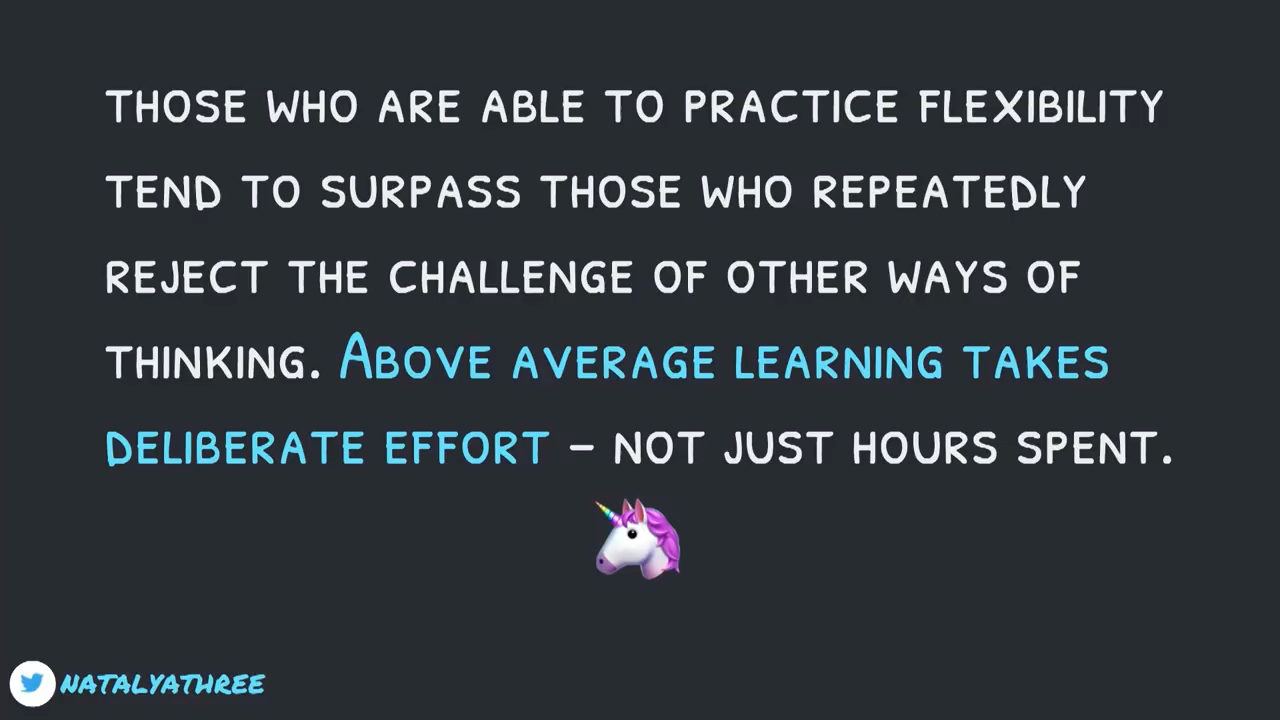 THOSE WHO ARE ABLE TO PRACTICE FLEXIBILITY
TEND TO SURPASS THOSE WHO REPEATEDLY
REJECT THE CHALLENGE OF OTHER WAYS OF
THINKING. ABOVE AVERAGE LEARNING TAKES
DELIBERATE EFFORT – NOT JUST HOURS SPENT.
NATALYATHREE